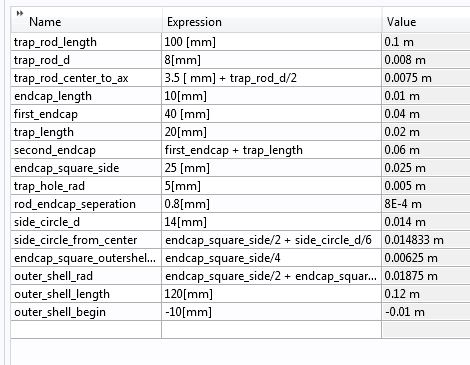 Name Expression Value
trap_rod_length 100 [mm] 0.1 m
trap_rod_d 8[mm] 0.008 m
trap_rod_center_to_ax 3.5 [ mm] + trap_rod_d/2 0.0075 m
endcap_length 10[mm] 0.01 m
first_endcap 40 [mm] 0.04 m
trap_length 20[mm] 0.02 m
second_endcap first_endcap + trap_length 0.06 m
endcap_square_side 25 [mm] 0.025 m
trap_hole_rad 5[mm] 0.005 m
rod_endcap_seperation 0.8[mm] 8E-4 m
side_circle_d 14[mm] 0.014 m
side_circle_from_center endcap_square_side/2 + side_circle_d/6 0.014833 m
endcap_square_outershel... endcap_square_side/4 0.00625 m
outer_shell_rad endcap_square_side/2 + endcap_squar... 0.01875 m
outer_shell_length 120[mm] 0.12 m
outer_shell_begin -10[mm] -0.01 m